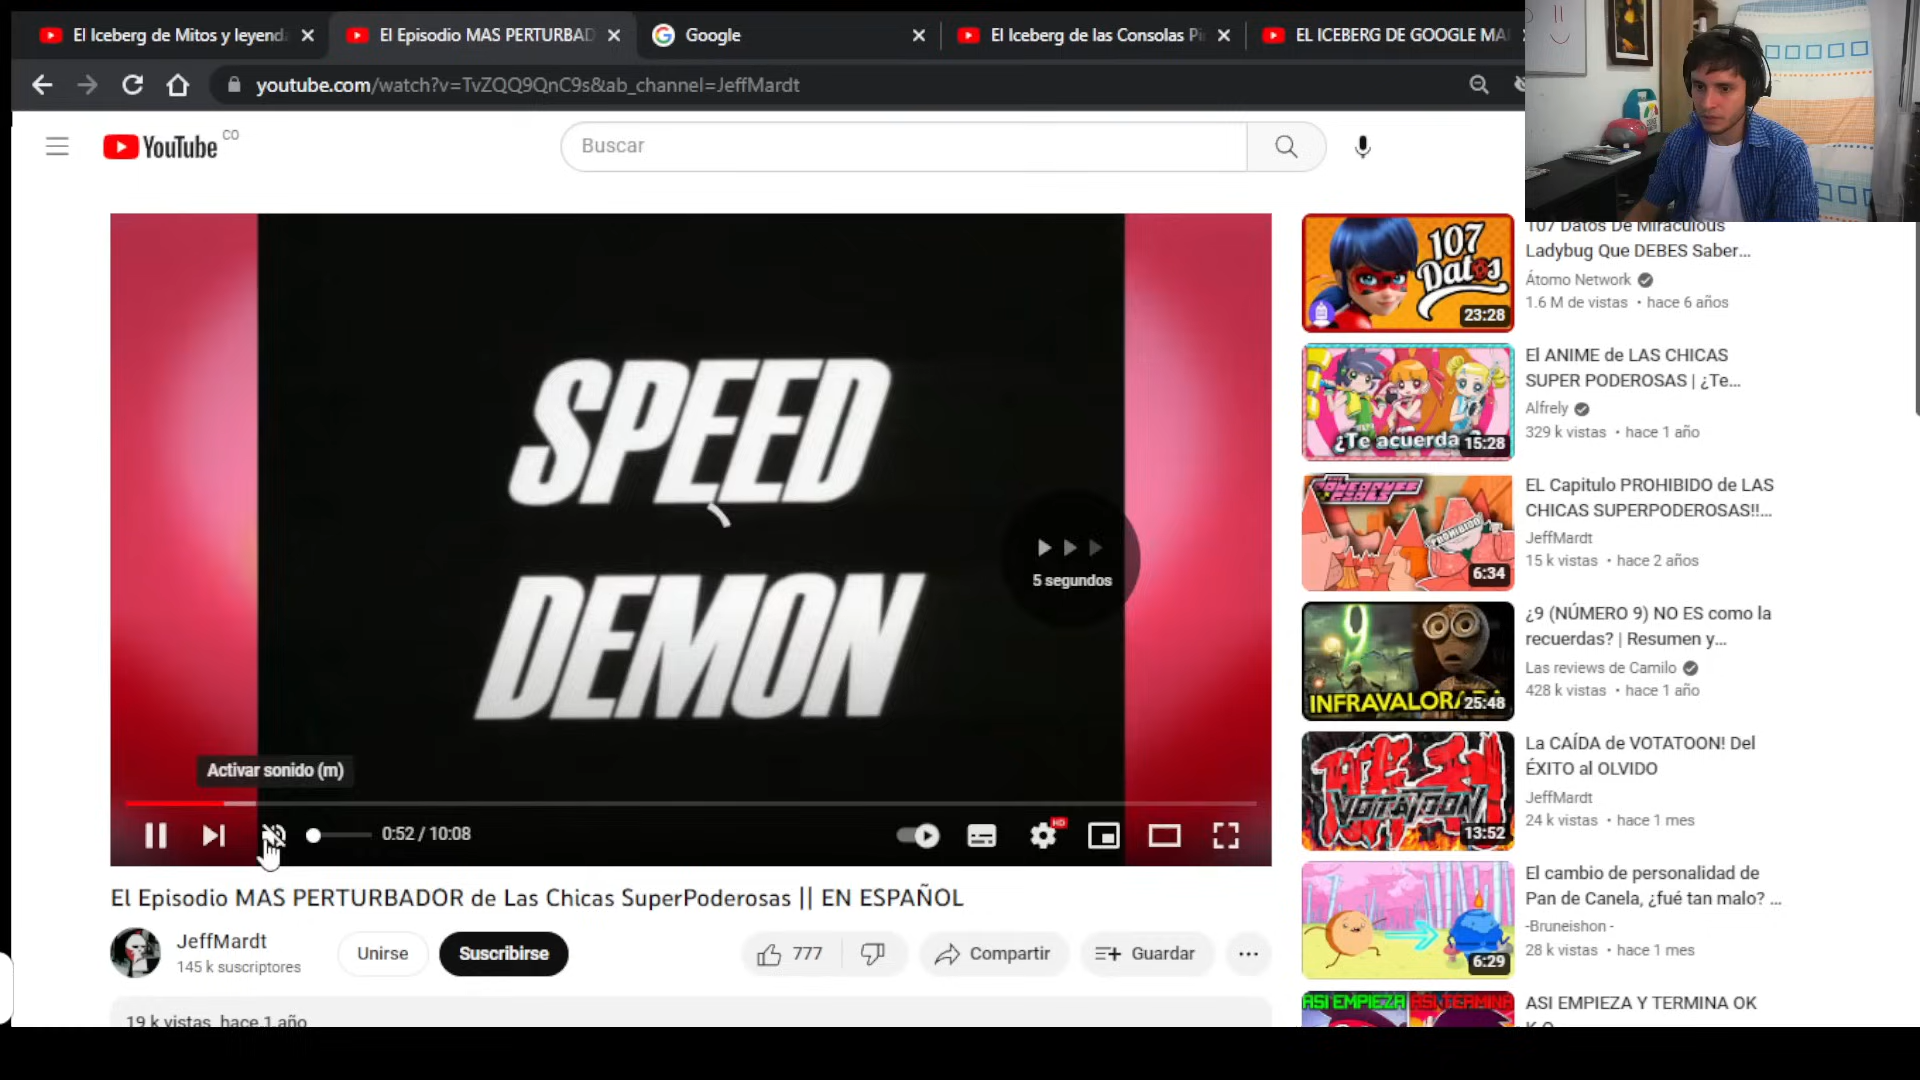 El Iceberg de Mitos y leyend
El Episodio MAS PERTURBAD
Google
El Iceberg de las Consolas Pi
EL ICEBERG DE GOOGLE MA
youtube.com/watch?v=TvZQQ9QnC9s&ab_channel=JeffMardt
YouTube CO
Buscar
SPEED
DEMON
5 segundos
Activar sonido (m)
0:52 / 10:08
HD
El Episodio MAS PERTURBADOR de Las Chicas SuperPoderosas || EN ESPAÑOL
JeffMardt
145 k suscriptores
Unirse
Suscribirse
777
Compartir
Guardar
19 k vistas hace 1 año
107 Datos
23:28
107 Datos De Miraculous
Ladybug Que DEBES Saber...
Átomo Network
1.6 M de vistas • hace 6 años
¿Te acuerda
15:28
El ANIME de LAS CHICAS
SUPER PODEROSAS | ¿Te...
Alfrely
329 k vistas • hace 1 año
PROHIBIDO
6:34
EL Capitulo PROHIBIDO de LAS
CHICAS SUPERPODEROSAS!!...
JeffMardt
15 k vistas • hace 2 años
9
INFRAVALORA
25:48
¿9 (NÚMERO 9) NO ES como la
recuerdas? | Resumen y...
Las reviews de Camilo
428 k vistas • hace 1 año
VOTATOON
13:52
La CAÍDA de VOTATOON! Del
ÉXITO al OLVIDO
JeffMardt
24 k vistas • hace 1 mes
6:29
El cambio de personalidad de
Pan de Canela, ¿fué tan malo? ...
-Bruneishon -
28 k vistas • hace 1 mes
ASI EMPIEZA ASI TERMINA
ASI EMPIEZA Y TERMINA OK